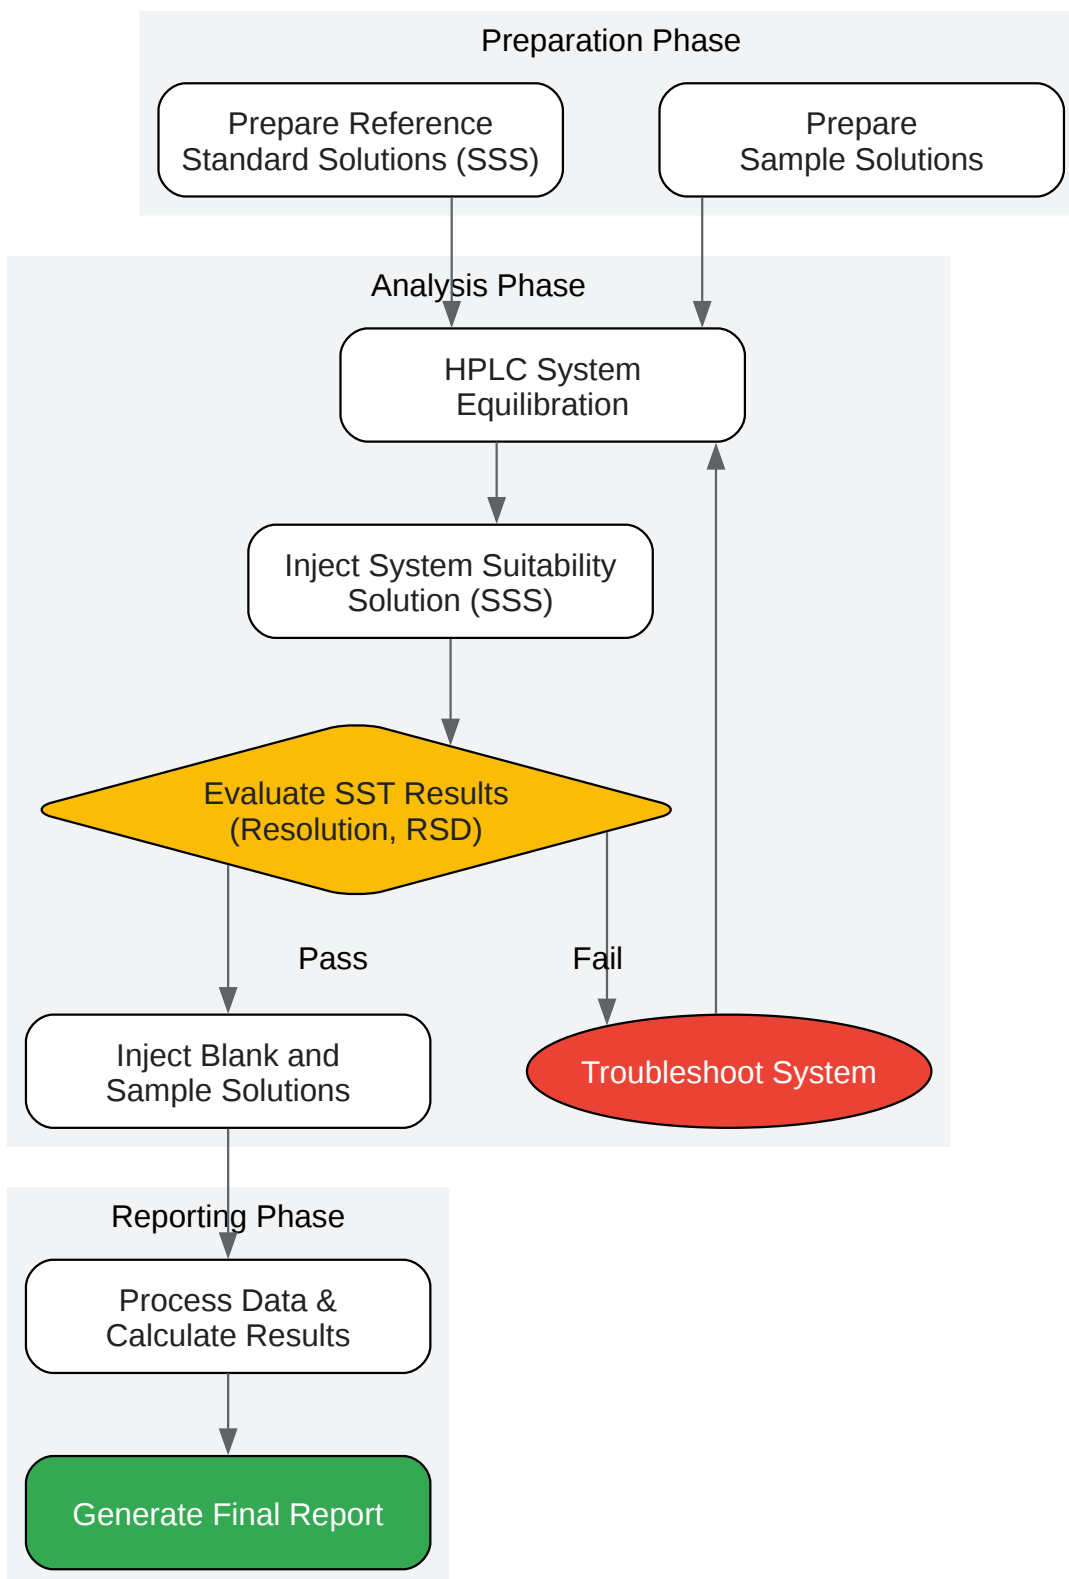 Preparation Phase
Prepare Reference
Standard Solutions (SSS)
Prepare
Sample Solutions
Analysis Phase
HPLC System
Equilibration
Inject System Suitability
Solution (SSS)
Evaluate SST Results
(Resolution, RSD)
Pass
Fail
Inject Blank and
Sample Solutions
Troubleshoot System
Reporting Phase
Process Data &
Calculate Results
Generate Final Report